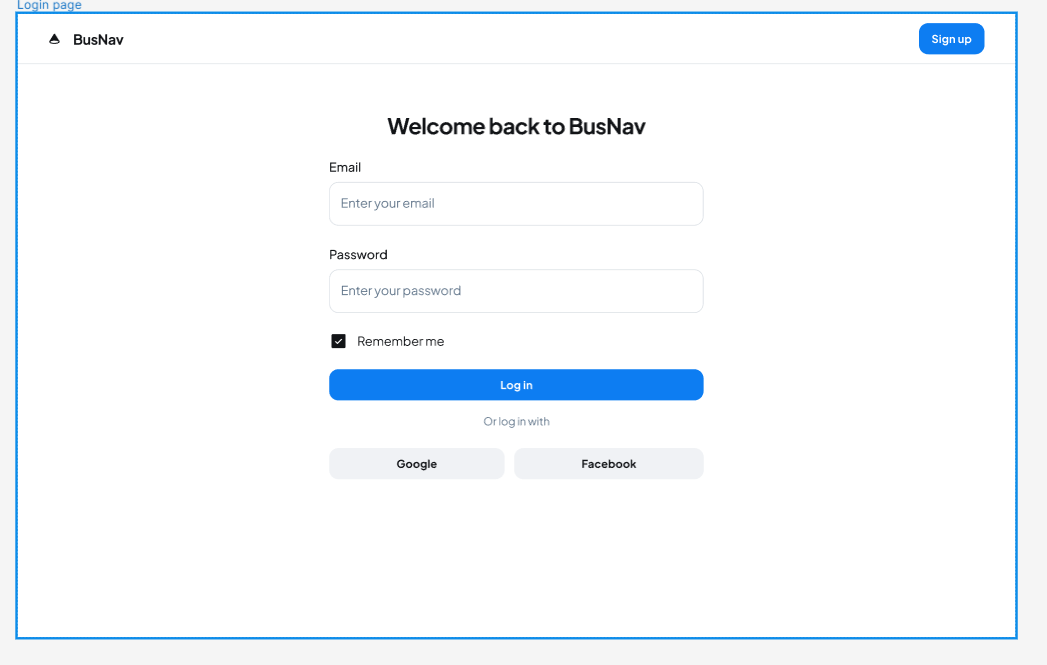 Login page
BusNav
Sign up
Welcome back to BusNav
Email
Enter your email
Password
Enter your password
Remember me
Log in
Or log in with
Google
Facebook